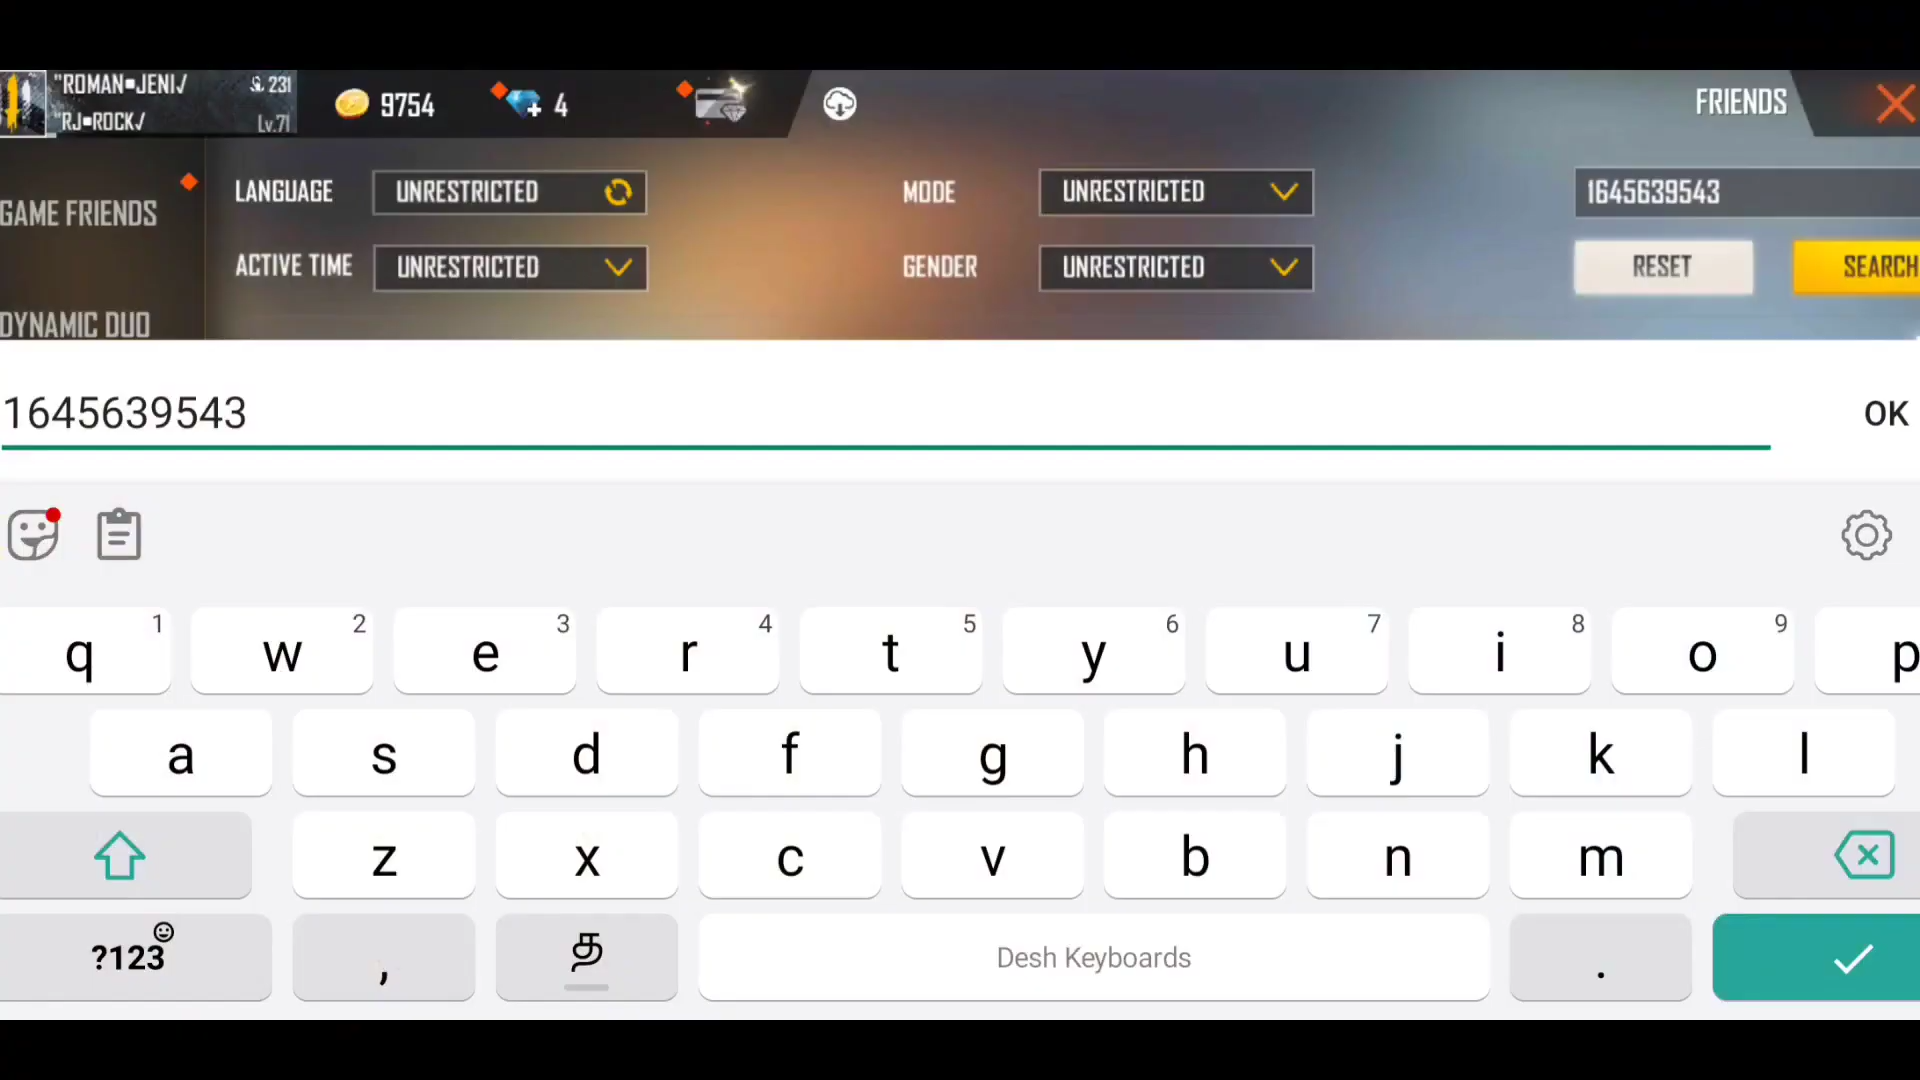 "ROMAN▪JENI√ 231
"RJ▪ROCK√ Lv.71
9754
4
FRIENDS
GAME FRIENDS
DYNAMIC DUO
LANGUAGE UNRESTRICTED
MODE UNRESTRICTED
1645639543
ACTIVE TIME UNRESTRICTED
GENDER UNRESTRICTED
RESET SEARCH
1645639543 OK
1 2 3 4 5 6 7 8 9
q w e r t y u i o p
a s d f g h j k l
z x c v b n m
?123 , த Desh Keyboards .